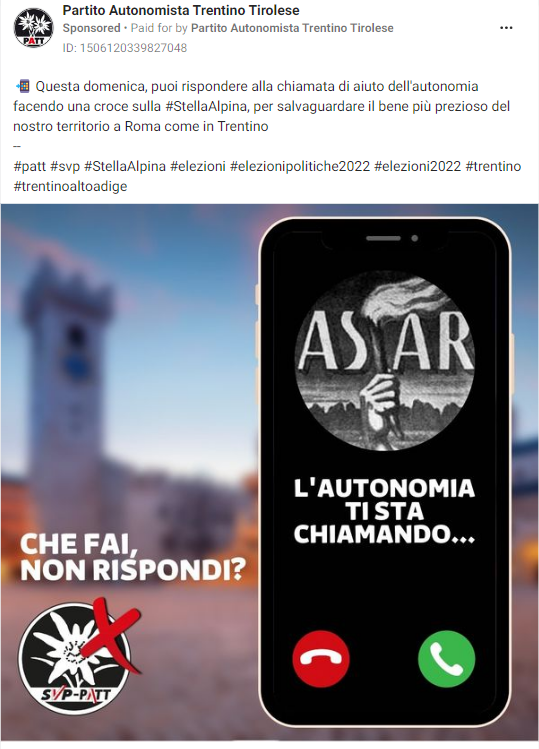 Partito Autonomista Trentino Tirolese
Sponsored • Paid for by Partito Autonomista Trentino Tirolese
ID: 1506120339827048
PATT
Questa domenica, puoi rispondere alla chiamata di aiuto dell'autonomia
facendo una croce sulla #StellaAlpina, per salvaguardare il bene più prezioso del
nostro territorio a Roma come in Trentino
--
#patt #svp #StellaAlpina #elezioni #elezionipolitiche2022 #elezioni2022 #trentino
#trentinoaltoadige
ASAR
L'AUTONOMIA
TI STA
CHIAMANDO...
CHE FAI,
NON RISPONDI?
SVP-PATT